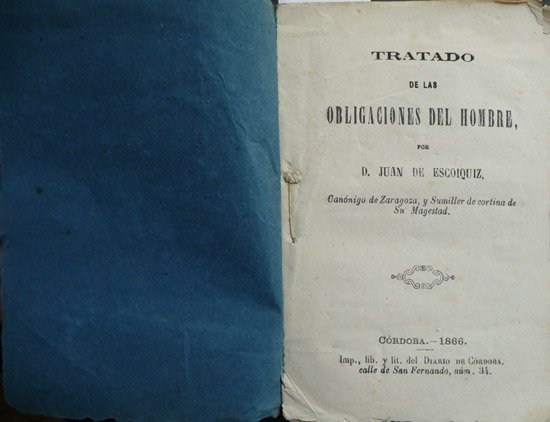 TRATADO
DE LAS
OBLIGACIONES DEL HOMBRE,
POR
D. JUAN DE ESCOIQUIZ,
Canónigo de Zaragoza, y Sumiller de cortina de
Sn Magestad.
CÓRDOBA.—1866.
Imp., lib. y lit. del DIARIO DE CÓRDOBA.
calle de San Fernando, núm. 34.